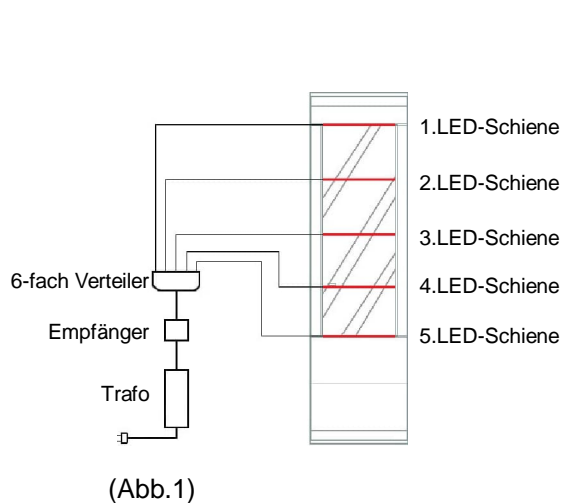 1.LED-Schiene
2.LED-Schiene
3.LED-Schiene
4.LED-Schiene
5.LED-Schiene
6-fach Verteiler
Empfänger
Trafo
(Abb.1)